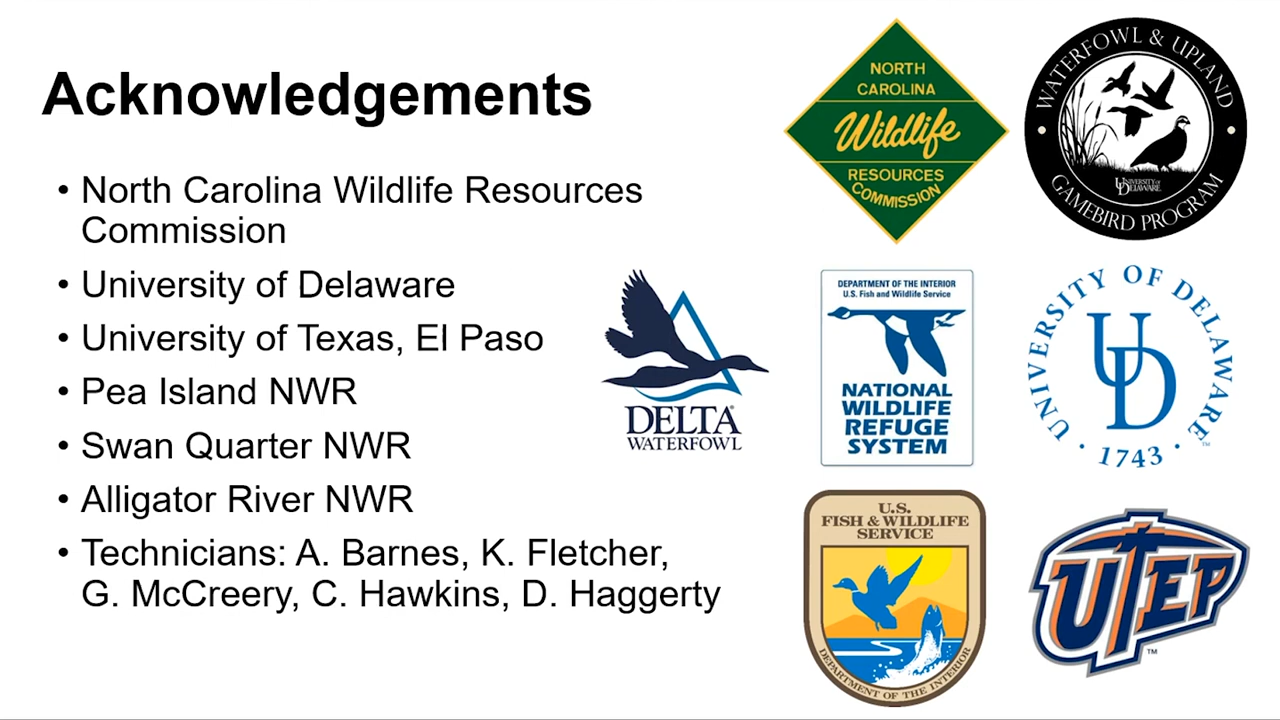 Acknowledgements
• North Carolina Wildlife Resources
Commission
• University of Delaware
• University of Texas, El Paso
• Pea Island NWR
• Swan Quarter NWR
• Alligator River NWR
• Technicians: A. Barnes, K. Fletcher,
G. McCreery, C. Hawkins, D. Haggerty
NORTH
CAROLINA
Wildlife
RESOURCES
COMMISSION
WATERFOWL & UPLAND
GAMEBIRD PROGRAM
UNIVERSITY OF
DELAWARE
DELTA®
WATERFOWL
DEPARTMENT OF THE INTERIOR
U.S. Fish and Wildlife Service
NATIONAL
WILDLIFE
REFUGE
SYSTEM
UNIVERSITY OF DELAWARE
UD
· 1743 ·
™
U.S.
FISH & WILDLIFE
SERVICE
DEPARTMENT OF THE INTERIOR
UTEP
™